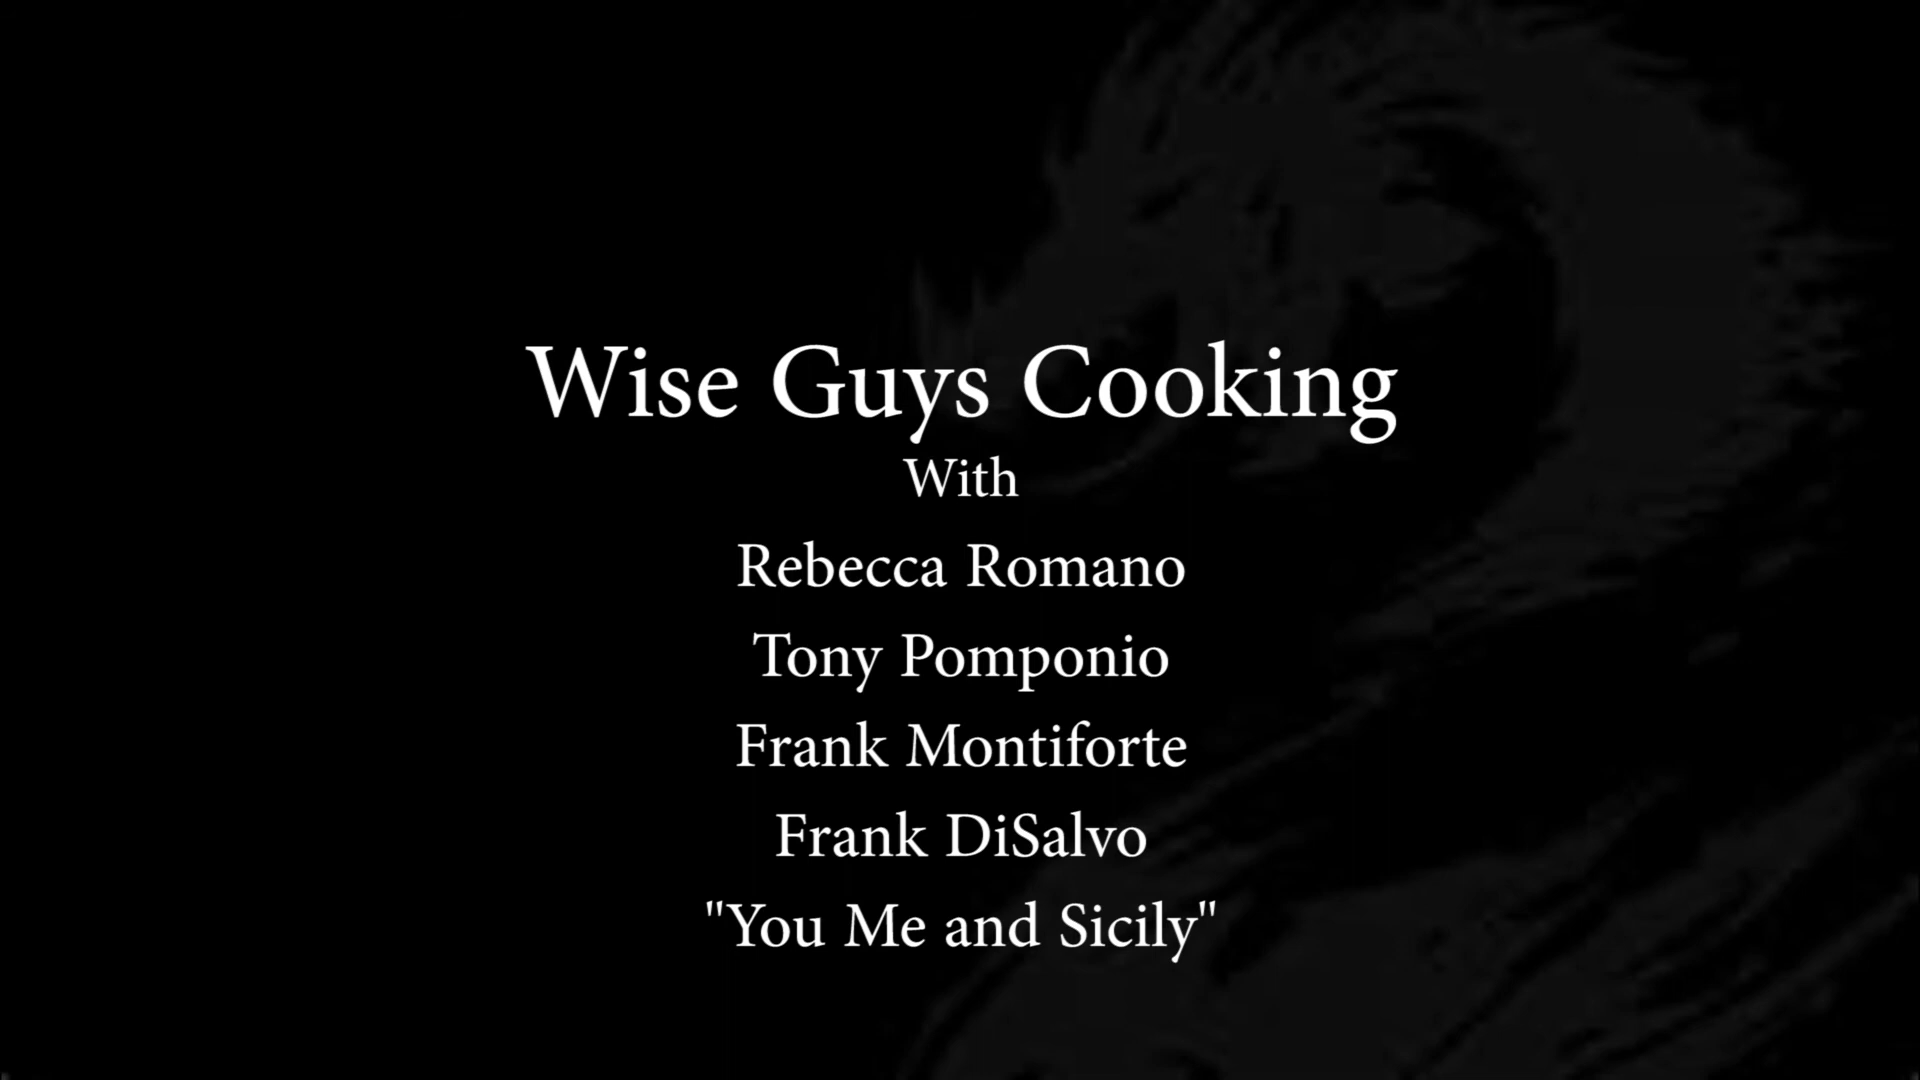 Wise Guys Cooking
With
Rebecca Romano
Tony Pomponio
Frank Montiforte
Frank DiSalvo
"You Me and Sicily"